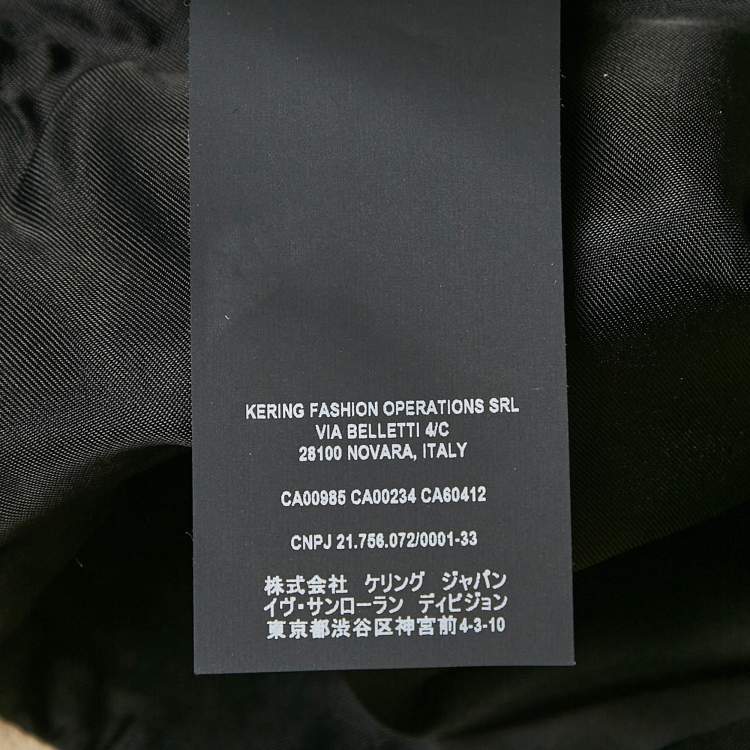 KERING FASHION OPERATIONS SRL
VIA BELLETTI 4/C
28100 NOVARA, ITALY
CA00985 CA00234 CA60412
CNPJ 21.756.072/0001-33
株式会社 ケリング ジャパン
イヴ・サンローラン ディビジョン
東京都渋谷区神宮前4-3-10